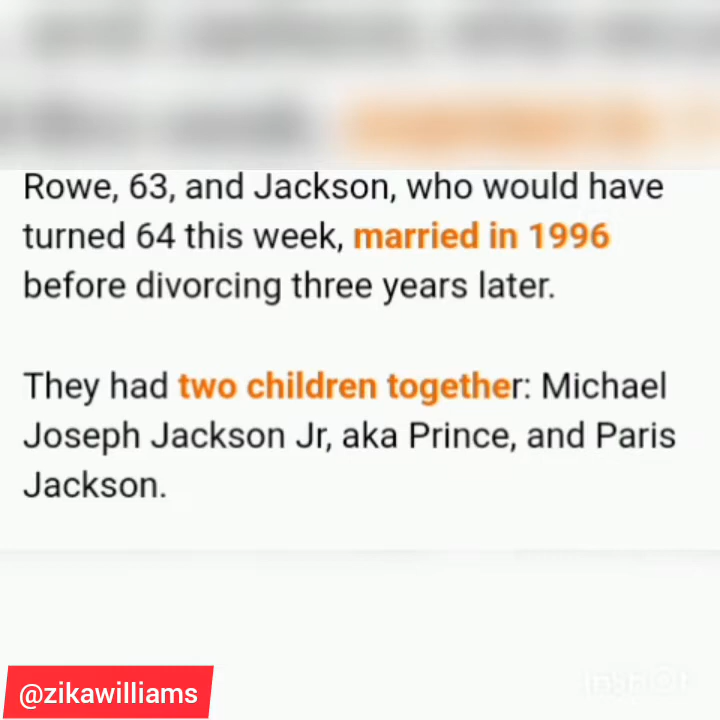 Rowe, 63, and Jackson, who would have
turned 64 this week, married in 1996
before divorcing three years later.
They had two children together: Michael
Joseph Jackson Jr, aka Prince, and Paris
Jackson.
@zikawilliams